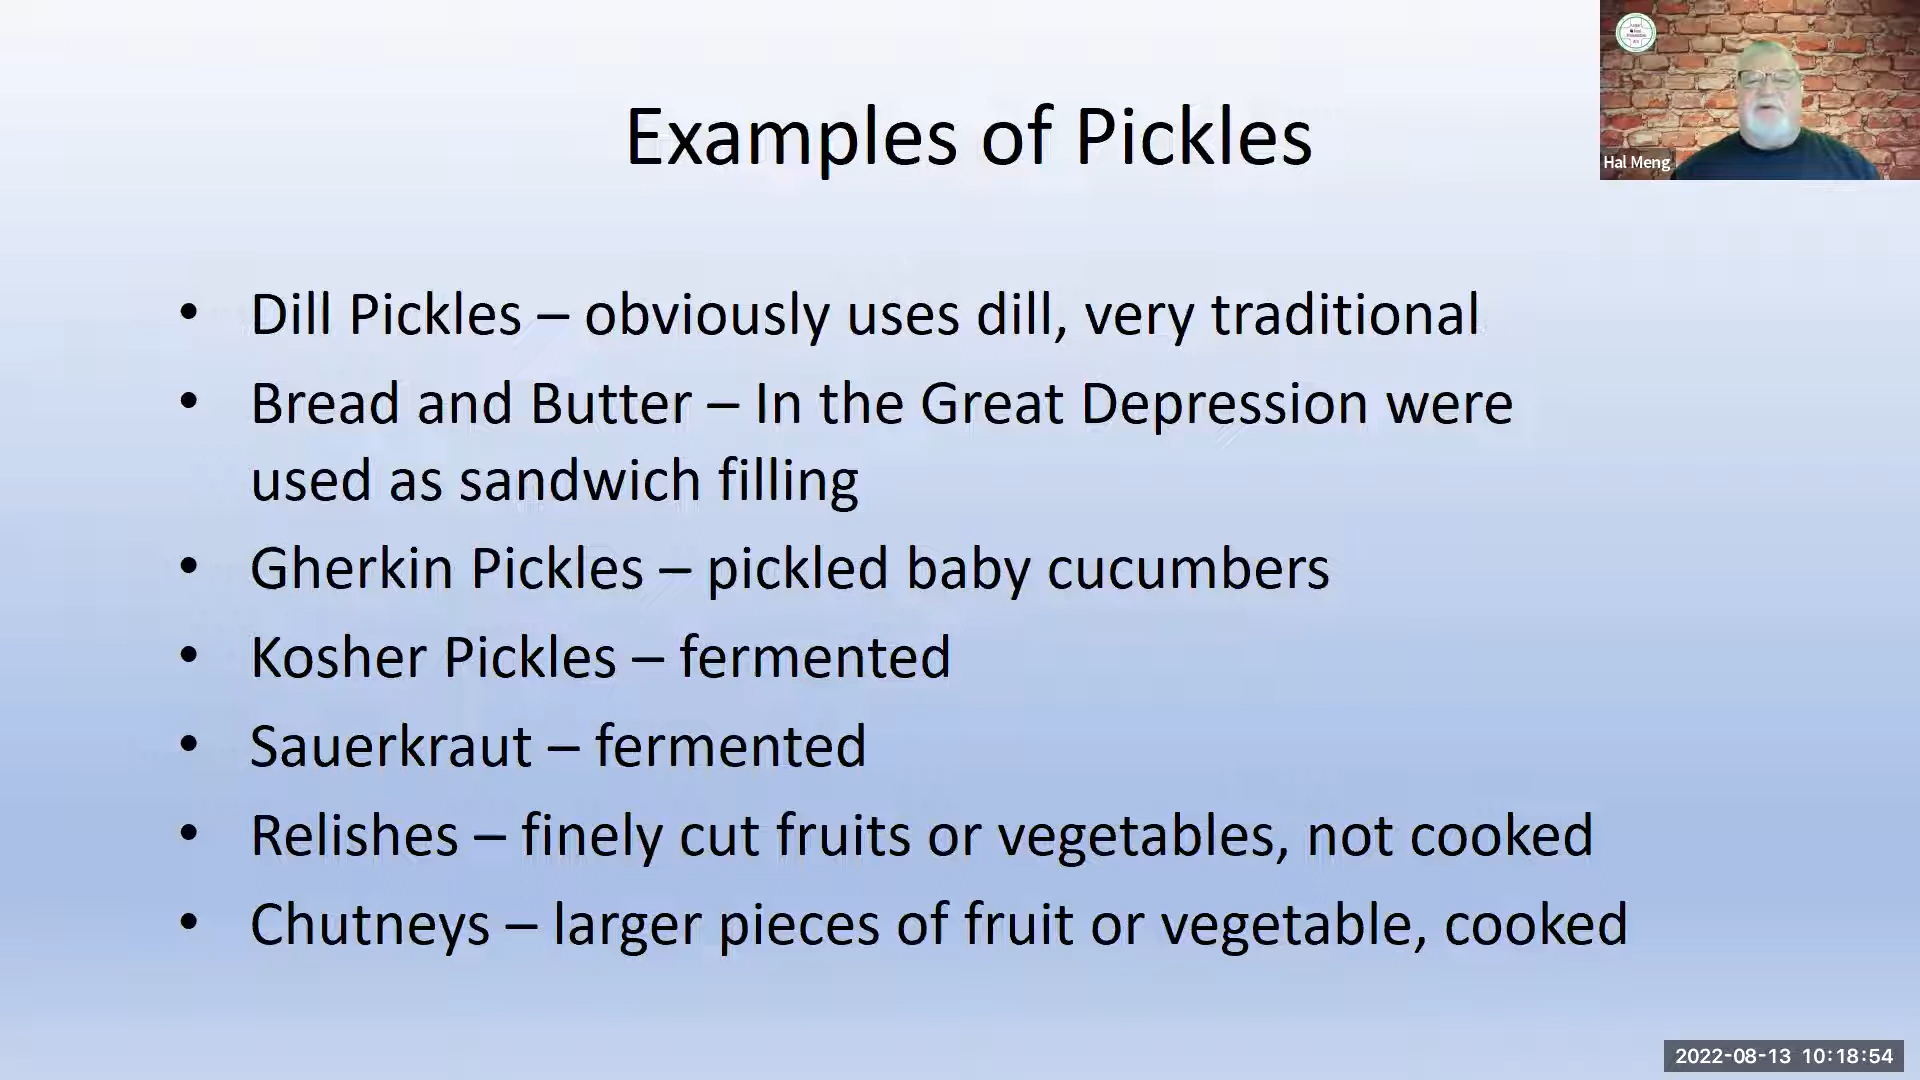 Examples of Pickles
Hal Meng
• Dill Pickles – obviously uses dill, very traditional
• Bread and Butter – In the Great Depression were
used as sandwich filling
• Gherkin Pickles – pickled baby cucumbers
• Kosher Pickles – fermented
• Sauerkraut – fermented
• Relishes – finely cut fruits or vegetables, not cooked
• Chutneys – larger pieces of fruit or vegetable, cooked
2022-08-13 10:18:54